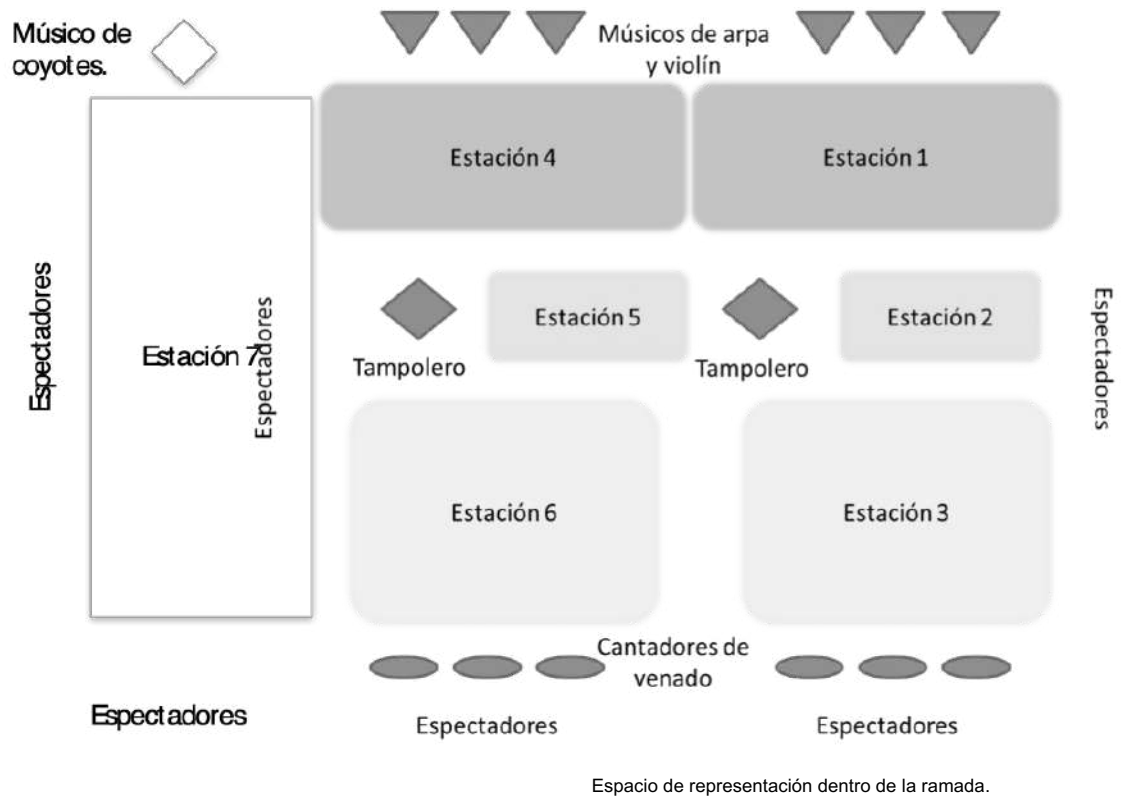 Músico de
coyotes.
Músicos de arpa
y violín
Estación 4
Estación 1
Espectadores
Estación 7
Espectadores
Estación 5
Estación 2
Espectadores
Tampolero
Tampolero
Estación 6
Estación 3
Cantadores de
venado
Espectadores
Espectadores
Espectadores
Espacio de representación dentro de la ramada.